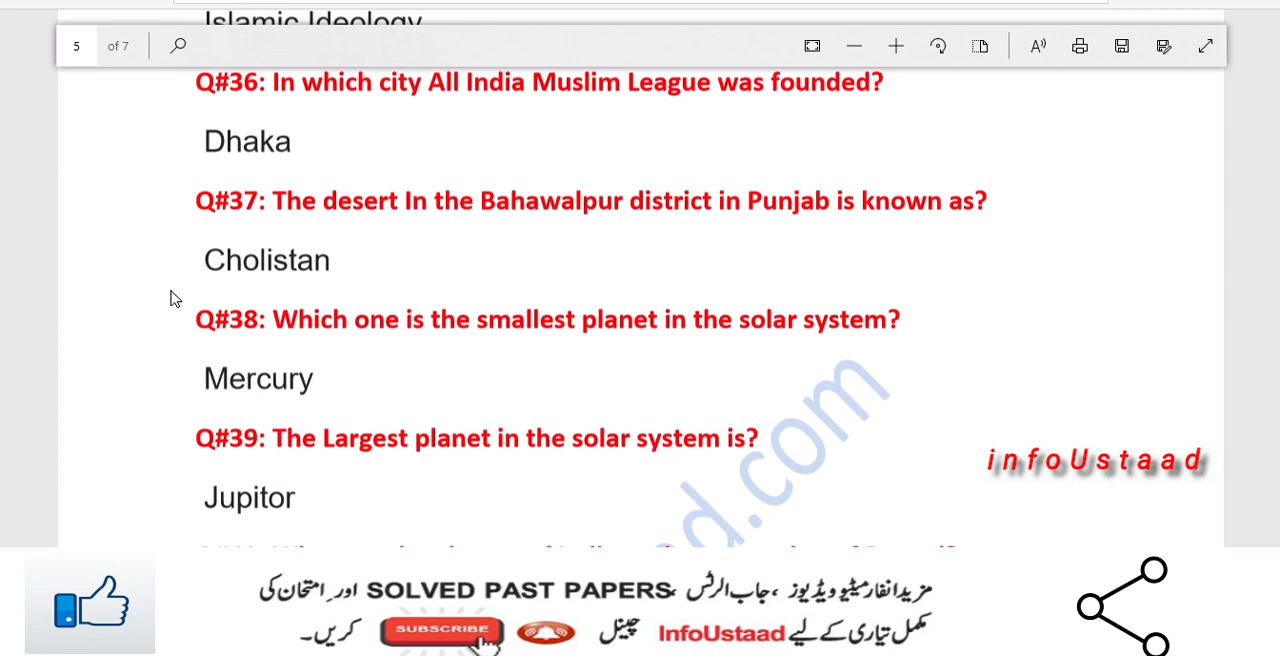 Islamic Ideology
5 of 7
Q#36: In which city All India Muslim League was founded?
Dhaka
Q#37: The desert In the Bahawalpur district in Punjab is known as?
Cholistan
Q#38: Which one is the smallest planet in the solar system?
Mercury
Q#39: The Largest planet in the solar system is?
Jupitor
infoUstaad
d.com
مزید انفارمیٹیو ویڈیوز ، جاب الرٹس ، SOLVED PAST PAPERS اور امتحان کی
مکمل تیاری کے لیے InfoUstaad چینل SUBSCRIBE کریں۔